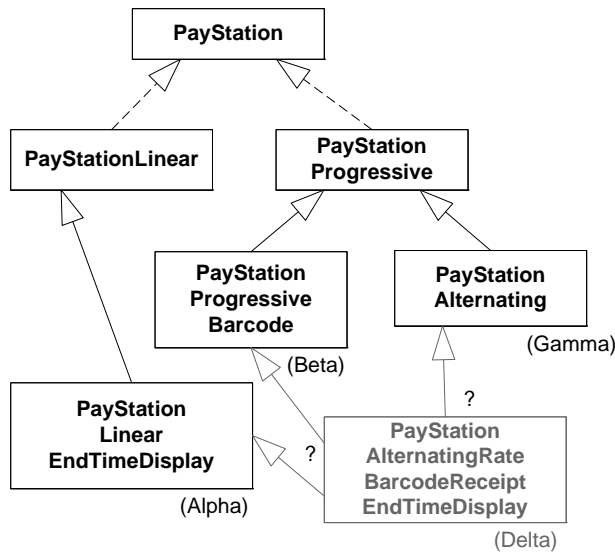 PayStation
PayStationLinear
PayStation
Progressive
PayStation
Progressive
Barcode
(Beta)
PayStation
Alternating
(Gamma)
?
?
PayStation
Linear
EndTimeDisplay
(Alpha)
PayStation
AlternatingRate
BarcodeReceipt
EndTimeDisplay
(Delta)